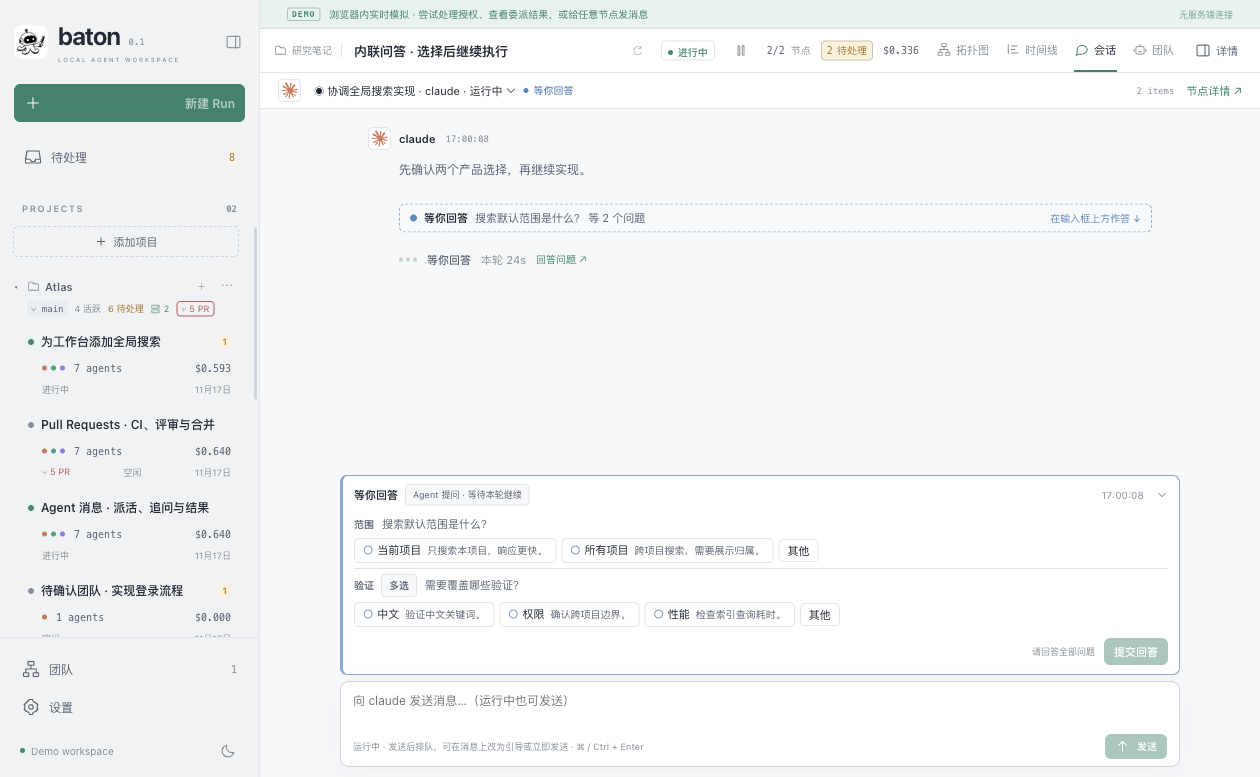 DEMO 浏览器内实时模拟 · 尝试处理授权、查看委派结果，或给任意节点发消息 无服务端连接
baton 0.1
LOCAL AGENT WORKSPACE
新建 Run
待处理 8
PROJECTS 02
添加项目
Atlas
main 4 活跃 6 待处理 2 5 PR
为工作台添加全局搜索 1
7 agents $0.593
进行中 11月17日
Pull Requests · CI、评审与合并
7 agents $0.640
5 PR 空闲 11月17日
Agent 消息 · 派活、追问与结果
7 agents $0.640
进行中 11月17日
待确认团队 · 实现登录流程 1
1 agents $0.000
团队 1
设置
Demo workspace
研究笔记 内联问答 · 选择后继续执行 进行中 2/2 节点 2 待处理 $0.336 拓扑图 时间线 会话 团队 详情
协调全局搜索实现 · claude · 运行中 等你回答 2 items 节点详情 ↗
claude 17:00:08
先确认两个产品选择，再继续实现。
等你回答 搜索默认范围是什么？ 等 2 个问题 在输入框上方作答 ↓
等你回答 本轮 24s 回答问题 ↗
等你回答 Agent 提问 · 等待本轮继续 17:00:08
范围 搜索默认范围是什么？
当前项目 只搜索本项目，响应更快。 所有项目 跨项目搜索，需要展示归属。 其他
验证 多选 需要覆盖哪些验证？
中文 验证中文关键词。 权限 确认跨项目边界。 性能 检查索引查询耗时。 其他
请回答全部问题 提交回答
向 claude 发送消息…（运行中也可发送）
运行中 · 发送后排队，可在消息上改为引导或立即发送 · ⌘ / Ctrl + Enter 发送